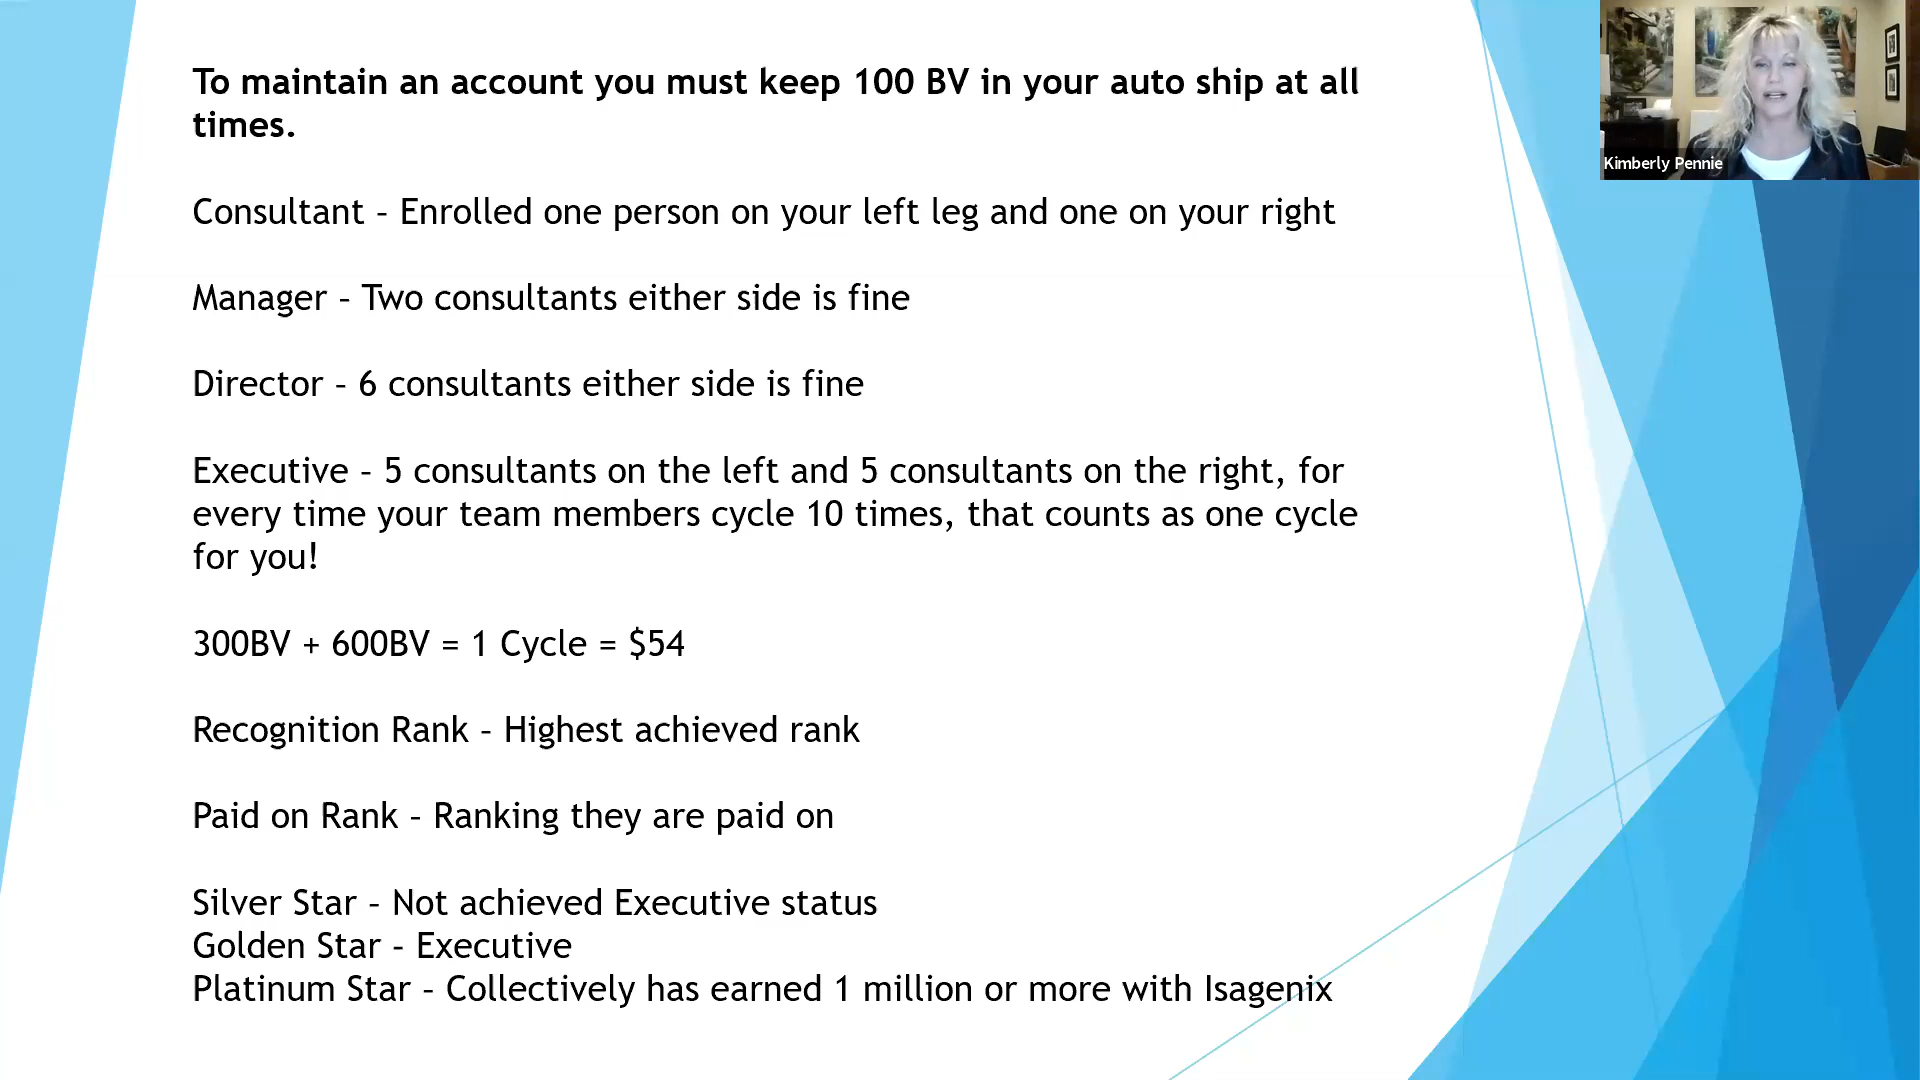 To maintain an account you must keep 100 BV in your auto ship at all
times.
Consultant – Enrolled one person on your left leg and one on your right
Manager – Two consultants either side is fine
Director – 6 consultants either side is fine
Executive – 5 consultants on the left and 5 consultants on the right, for
every time your team members cycle 10 times, that counts as one cycle
for you!
300BV + 600BV = 1 Cycle = $54
Recognition Rank – Highest achieved rank
Paid on Rank – Ranking they are paid on
Silver Star – Not achieved Executive status
Golden Star – Executive
Platinum Star – Collectively has earned 1 million or more with Isagenix
Kimberly Pennie